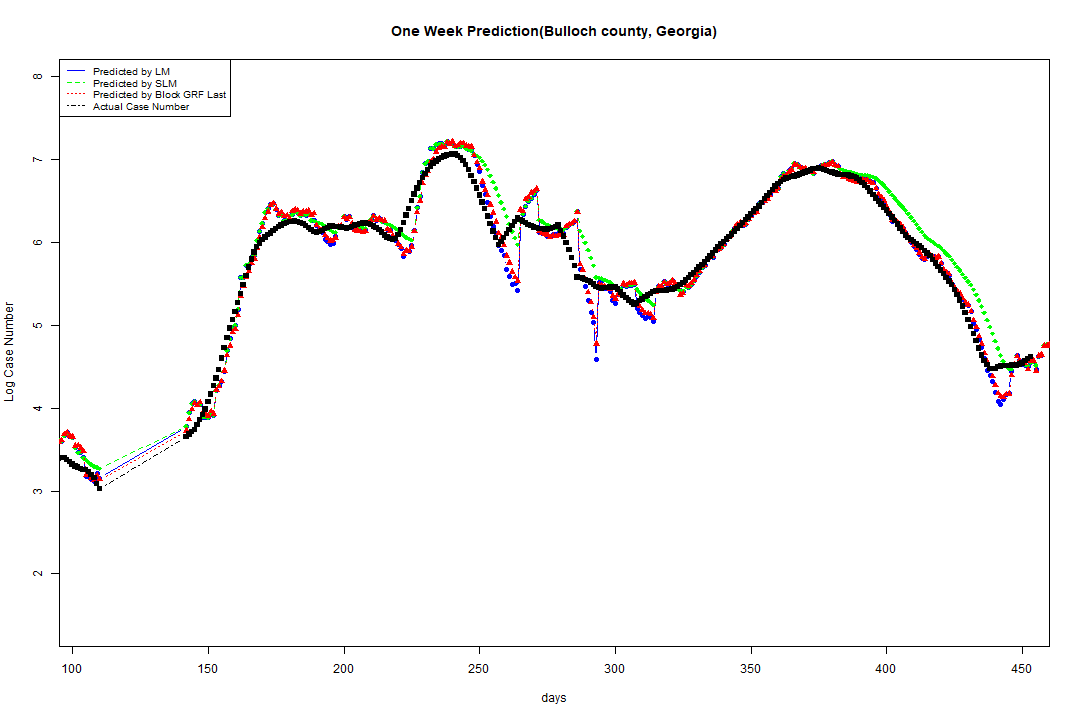 One Week Prediction(Bulloch county, Georgia)
Predicted by LM
Predicted by SLM
Predicted by Block GRF Last
Actual Case Number
8
7
6
5
4
3
2
Log Case Number
100 150 200 250 300 350 400 450
days